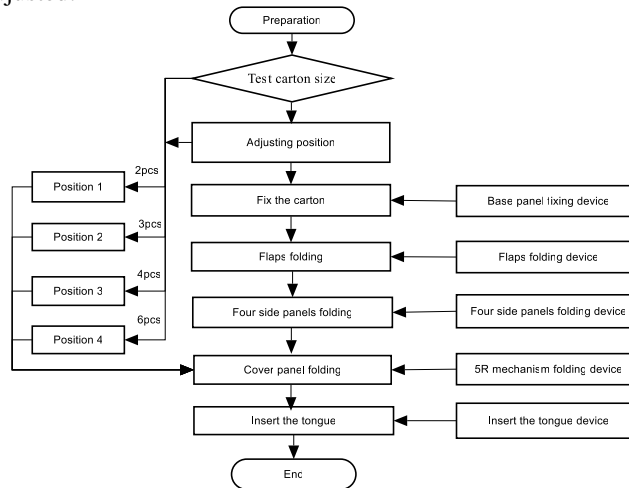 justed.
Preparation
Test carton size
Adjusting position
2pcs
Position 1
Fix the carton
Base panel fixing device
3pcs
Position 2
Flaps folding
Flaps folding device
4pcs
Position 3
Four side panels folding
Four side panels folding device
6pcs
Position 4
Cover panel folding
5R mechanism folding device
Insert the tongue
Insert the tongue device
End